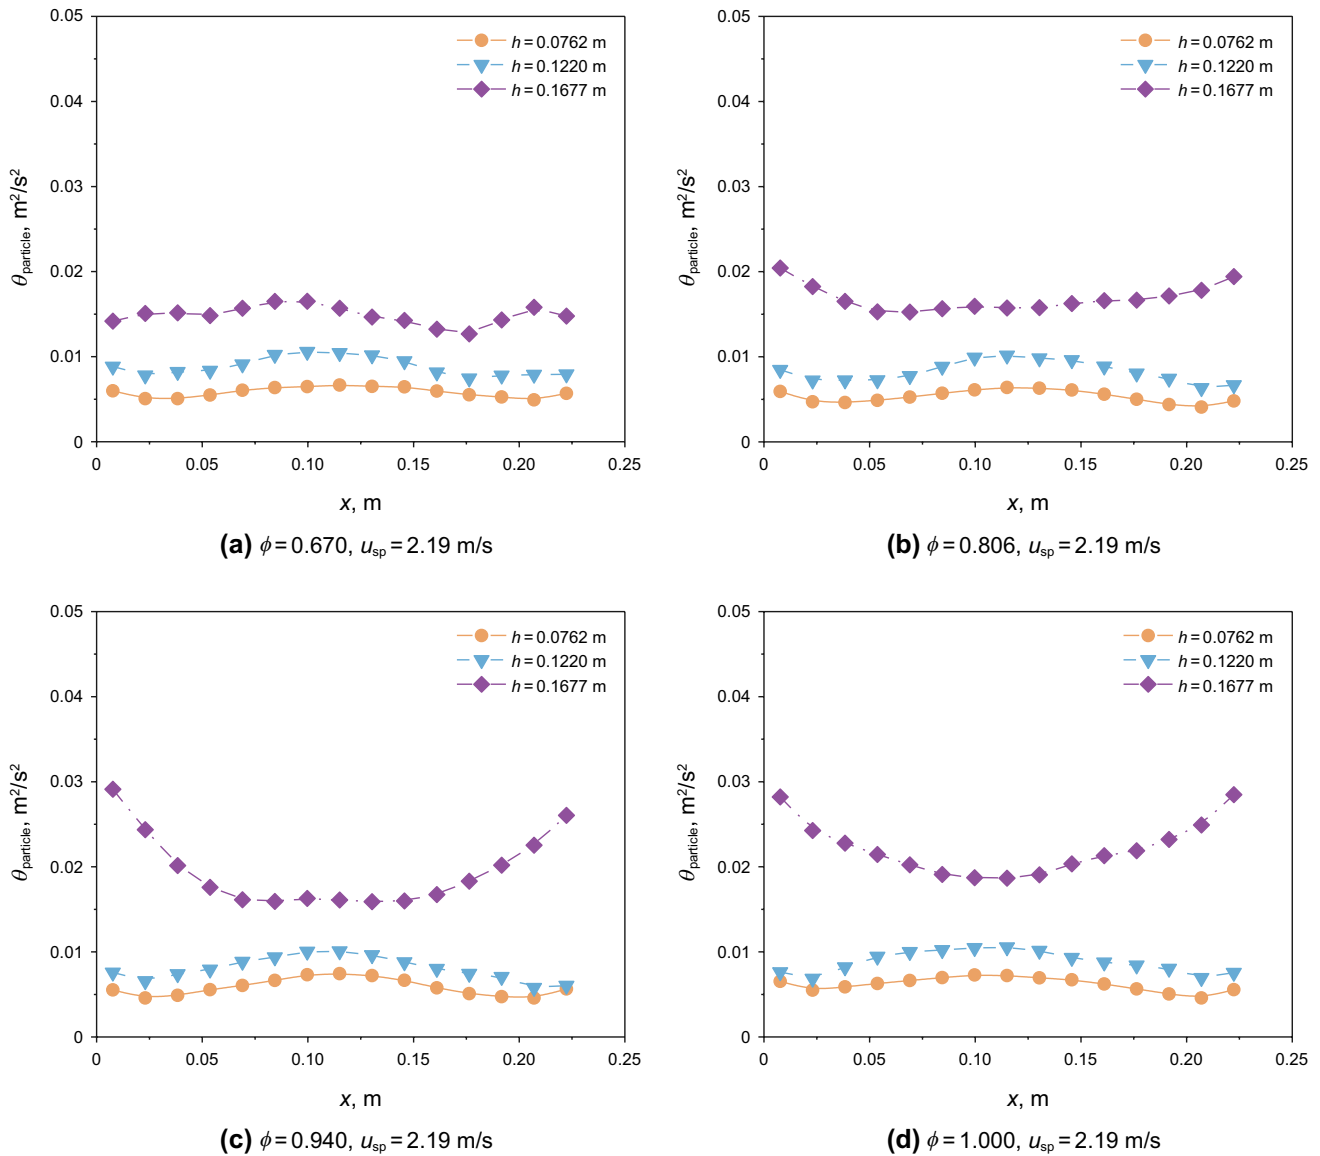 0.05
0.04
0.03
0.02
0.01
0
0 0.05 0.10 0.15 0.20 0.25
θparticle, m²/s²
x, m
h = 0.0762 m
h = 0.1220 m
h = 0.1677 m
(a) ϕ = 0.670, usp = 2.19 m/s
0.05
0.04
0.03
0.02
0.01
0
0 0.05 0.10 0.15 0.20 0.25
θparticle, m²/s²
x, m
h = 0.0762 m
h = 0.1220 m
h = 0.1677 m
(b) ϕ = 0.806, usp = 2.19 m/s
0.05
0.04
0.03
0.02
0.01
0
0 0.05 0.10 0.15 0.20 0.25
θparticle, m²/s²
x, m
h = 0.0762 m
h = 0.1220 m
h = 0.1677 m
(c) ϕ = 0.940, usp = 2.19 m/s
0.05
0.04
0.03
0.02
0.01
0
0 0.05 0.10 0.15 0.20 0.25
θparticle, m²/s²
x, m
h = 0.0762 m
h = 0.1220 m
h = 0.1677 m
(d) ϕ = 1.000, usp = 2.19 m/s